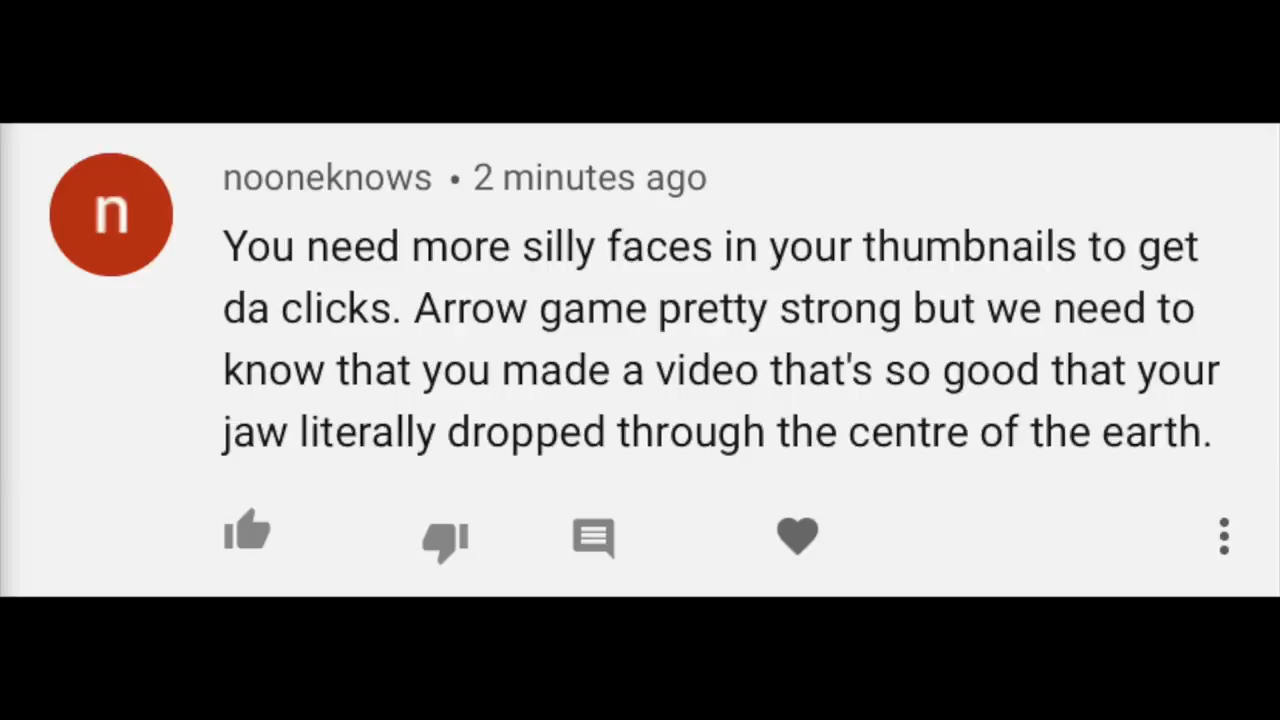 n
nooneknows • 2 minutes ago
You need more silly faces in your thumbnails to get
da clicks. Arrow game pretty strong but we need to
know that you made a video that's so good that your
jaw literally dropped through the centre of the earth.